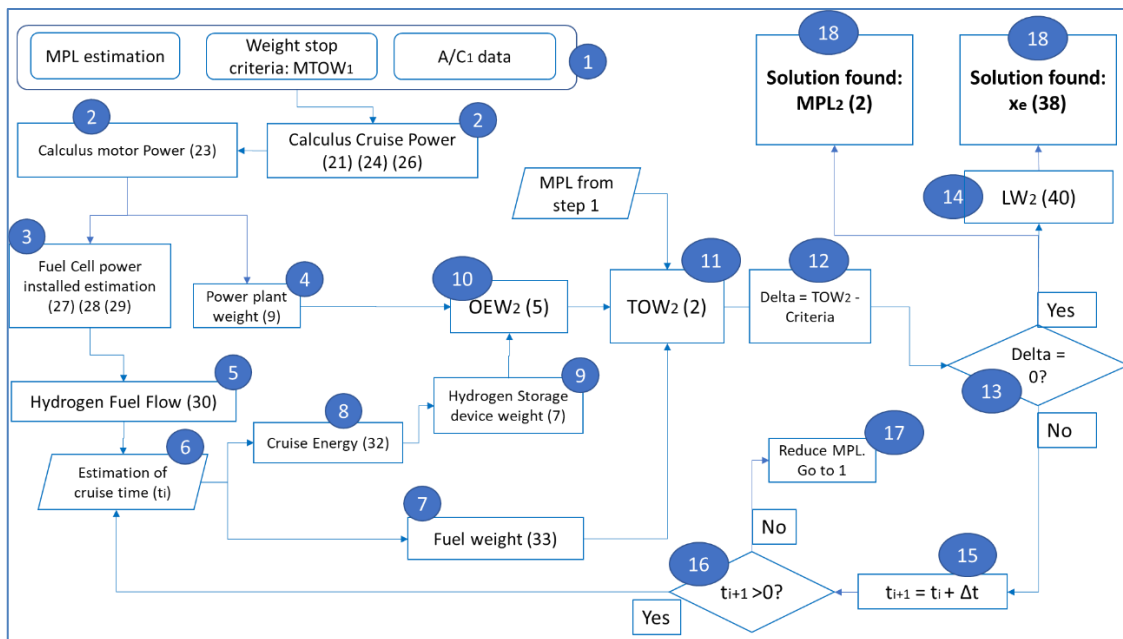 MPL estimation
Weight stop
criteria: MTOW1
A/C1 data
1
2
Calculus motor Power (23)
2
Calculus Cruise Power
(21) (24) (26)
18
Solution found:
MPL2 (2)
18
Solution found:
xe (38)
MPL from
step 1
14
LW2 (40)
3
Fuel Cell power
installed estimation
(27) (28 (29)
4
Power plant
weight (9)
10
OEW2 (5)
11
TOW2 (2)
12
Delta = TOW2 -
Criteria
Yes
Delta =
0?
13
No
5
Hydrogen Fuel Flow (30)
6
Estimation of
cruise time (ti)
8
Cruise Energy (32)
9
Hydrogen Storage
device weight (7)
7
Fuel weight (33)
17
Reduce MPL.
Go to 1
No
16
ti+1 >0?
Yes
15
ti+1 = ti + Δt